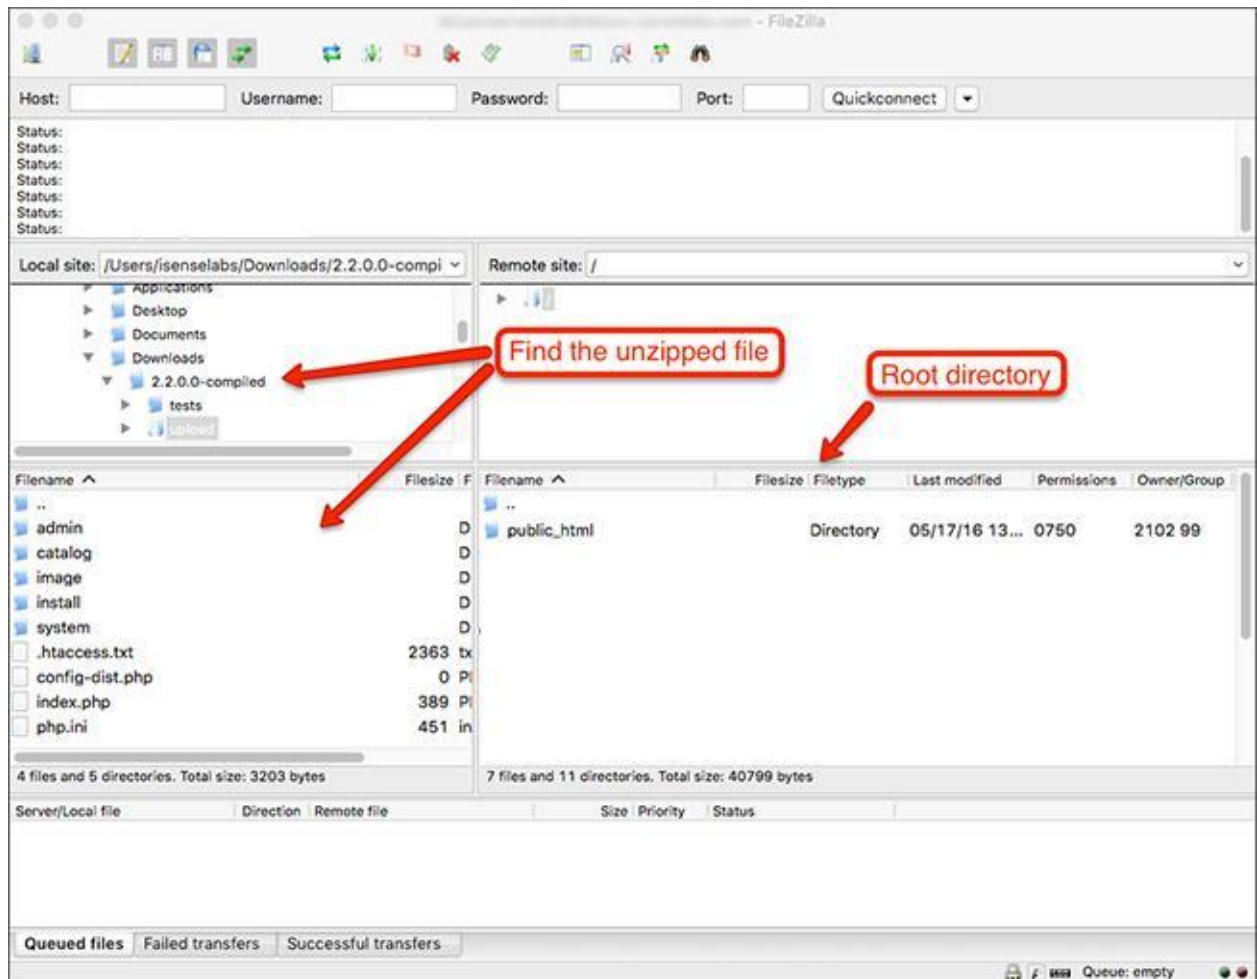 - FileZilla
Host: Username: Password: Port: Quickconnect
Status:
Status:
Status:
Status:
Status:
Status:
Status:
Local site: /Users/isenselabs/Downloads/2.2.0.0-compi Remote site: /
Applications
Desktop
Documents
Downloads
2.2.0.0-compiled
tests
upload
/
Find the unzipped file
Root directory
Filename Filesize F
..
admin D
catalog D
image D
install D
system D
.htaccess.txt 2363 tx
config-dist.php 0 P
index.php 389 P
php.ini 451 in
4 files and 5 directories. Total size: 3203 bytes
Filename Filesize Filetype Last modified Permissions Owner/Group
..
public_html Directory 05/17/16 13... 0750 2102 99
7 files and 11 directories. Total size: 40799 bytes
Server/Local file Direction Remote file Size Priority Status
Queued files Failed transfers Successful transfers
Queue: empty